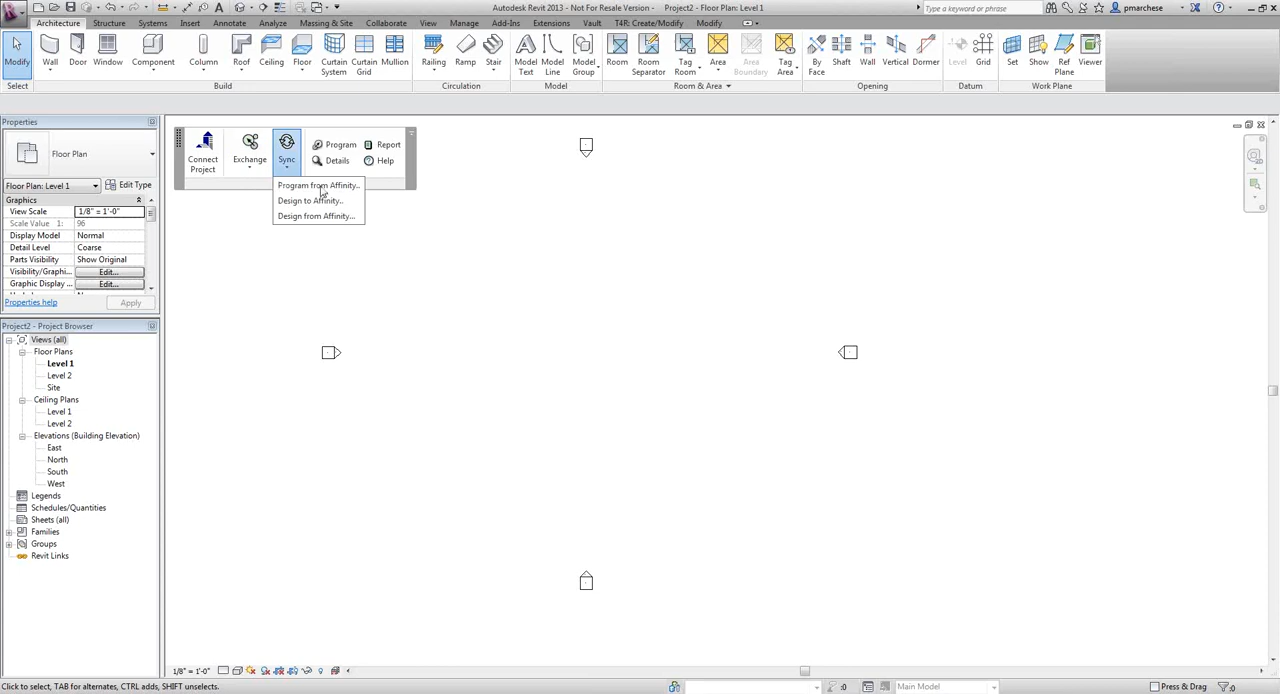 Autodesk Revit 2013 - Not For Resale Version - Project2 - Floor Plan: Level 1
Type a keyword or phrase
pmarchese
Architecture Structure Systems Insert Annotate Analyze Massing & Site Collaborate View Manage Add-Ins Extensions Vault T4R: Create/Modify Modify
Modify Wall Door Window Component Column Roof Ceiling Floor Curtain System Curtain Grid Mullion Railing Ramp Stair Model Text Model Line Model Group Room Room Separator Tag Room Area Area Boundary Tag Area By Face Shaft Wall Vertical Dormer Level Grid Set Show Ref Plane Viewer
Select Build Circulation Model Room & Area Opening Datum Work Plane
Properties
Floor Plan
Floor Plan: Level 1 Edit Type
Graphics
View Scale 1/8" = 1'-0"
Scale Value 1: 96
Display Model Normal
Detail Level Coarse
Parts Visibility Show Original
Visibility/Graphi... Edit...
Graphic Display ... Edit...
Properties help Apply
Project2 - Project Browser
Views (all)
Floor Plans
Level 1
Level 2
Site
Ceiling Plans
Level 1
Level 2
Elevations (Building Elevation)
East
North
South
West
Legends
Schedules/Quantities
Sheets (all)
Families
Groups
Revit Links
Connect Project Exchange Sync Program Report
Details Help
Program from Affinity...
Design to Affinity...
Design from Affinity...
1/8" = 1'-0"
Click to select, TAB for alternates, CTRL adds, SHIFT unselects.
:0 Main Model Press & Drag :0